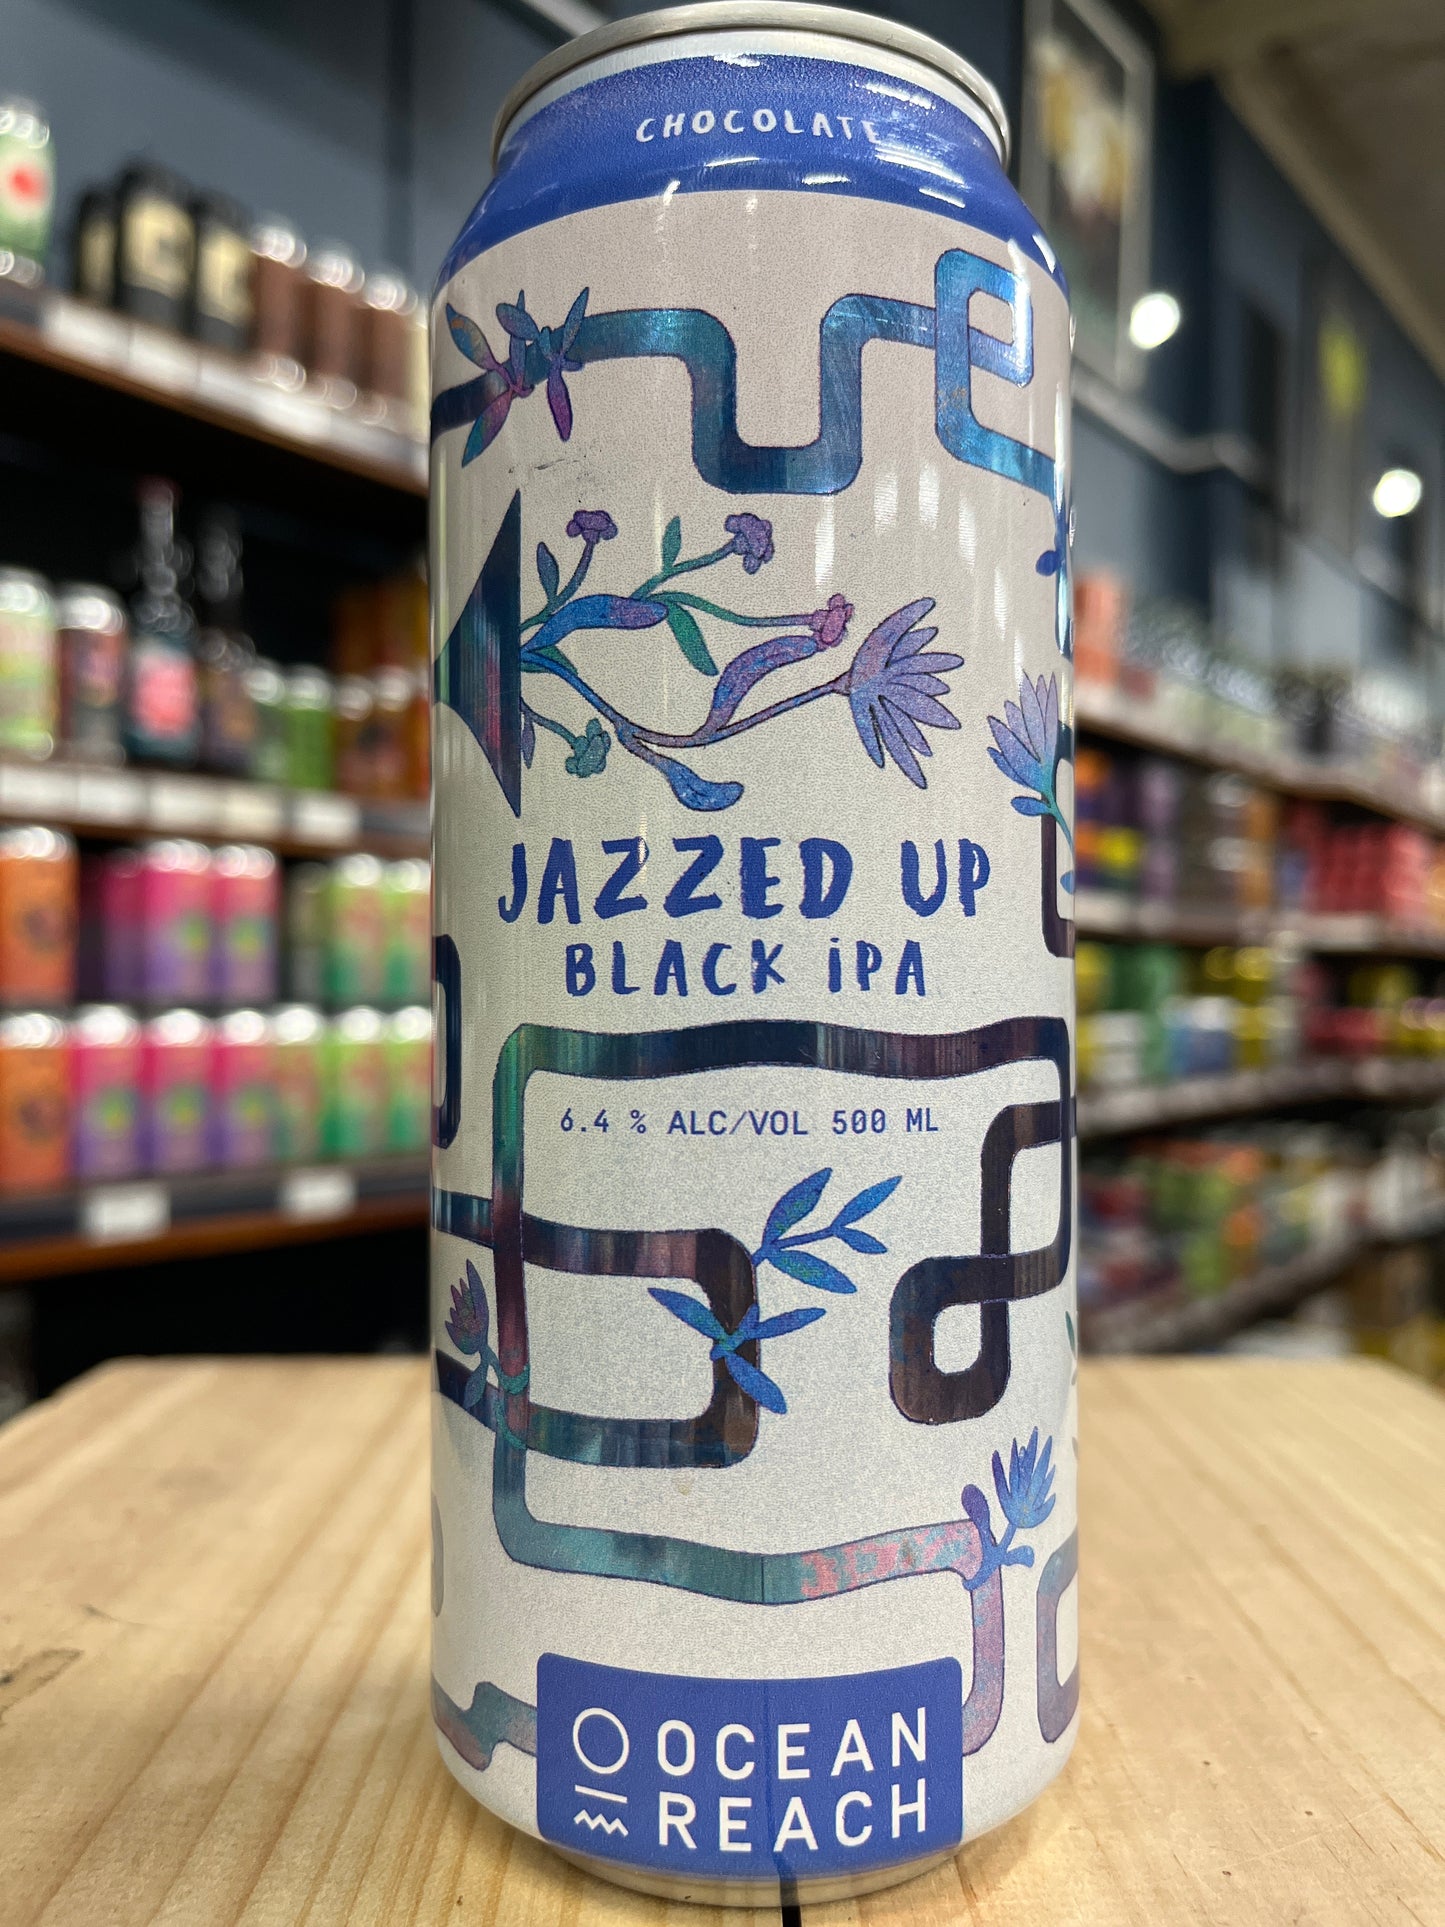 CHOCOLATE
JAZZED UP
BLACK iPA
6.4 % ALC/VOL 500 ML
OCEAN
REACH